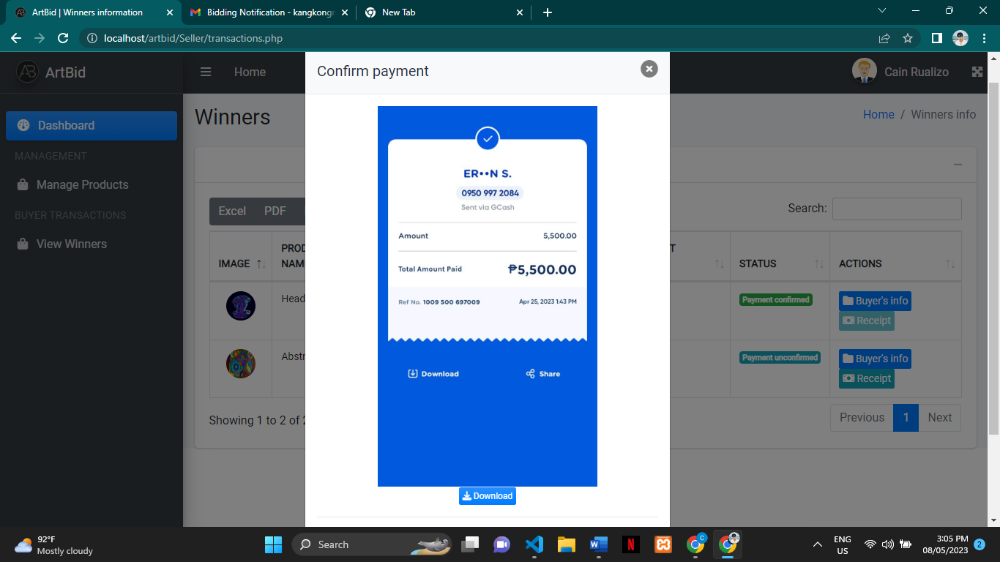 ArtBid | Winners information
Bidding Notification - kangkongr
New Tab
localhost/artbid/Seller/transactions.php
ArtBid
Home
Confirm payment
Cain Rualizo
Dashboard
MANAGEMENT
Manage Products
BUYER TRANSACTIONS
View Winners
Winners
Home / Winners info
Excel PDF
Search:
IMAGE
PROD
NAM
T
STATUS
ACTIONS
Head
Payment confirmed
Buyer's info
Receipt
Abstr
Payment unconfirmed
Buyer's info
Receipt
Showing 1 to 2 of 2
Previous 1 Next
ER••N S.
0950 997 2084
Sent via GCash
Amount 5,500.00
Total Amount Paid ₱5,500.00
Ref No. 1009 500 697009 Apr 25, 2023 1:43 PM
Download Share
Download
92°F
Mostly cloudy
Search
ENG
US
3:05 PM
08/05/2023
2